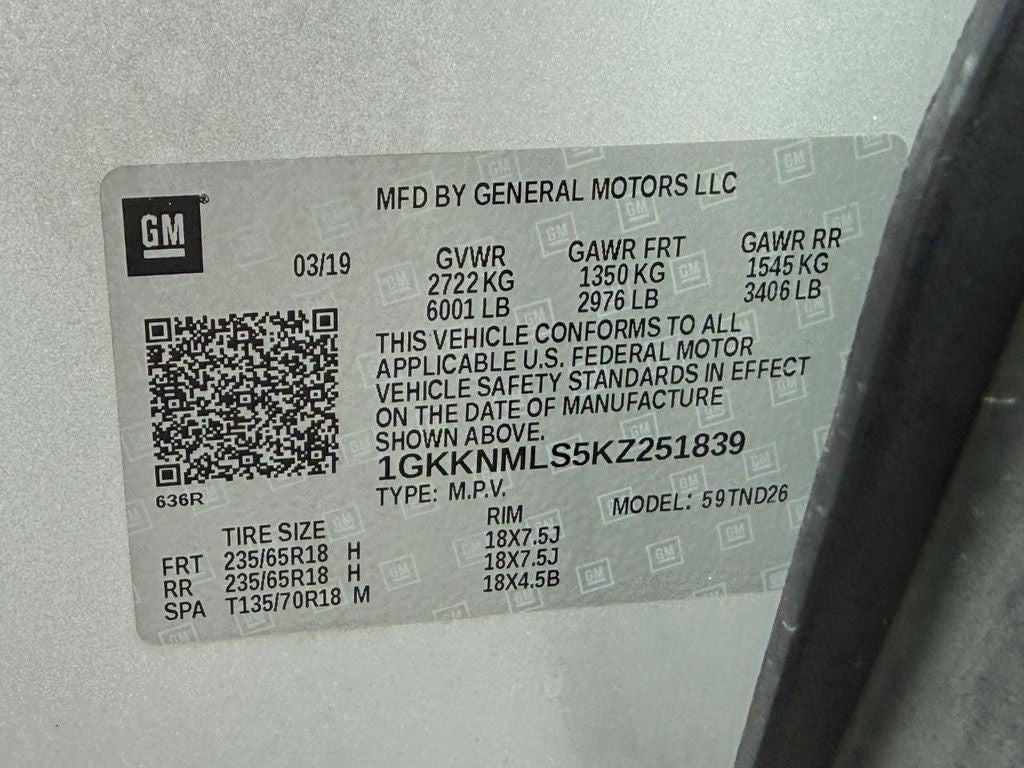 GM
MFD BY GENERAL MOTORS LLC
03/19
GVWR
2722 KG
6001 LB
GAWR FRT
1350 KG
2976 LB
GAWR RR
1545 KG
3406 LB
THIS VEHICLE CONFORMS TO ALL
APPLICABLE U.S. FEDERAL MOTOR
VEHICLE SAFETY STANDARDS IN EFFECT
ON THE DATE OF MANUFACTURE
SHOWN ABOVE.
1GKKNMLS5KZ251839
TYPE: M.P.V.
MODEL: 59TND26
636R
TIRE SIZE
RIM
FRT 235/65R18 H 18X7.5J
RR 235/65R18 H 18X7.5J
SPA T135/70R18 M 18X4.5B